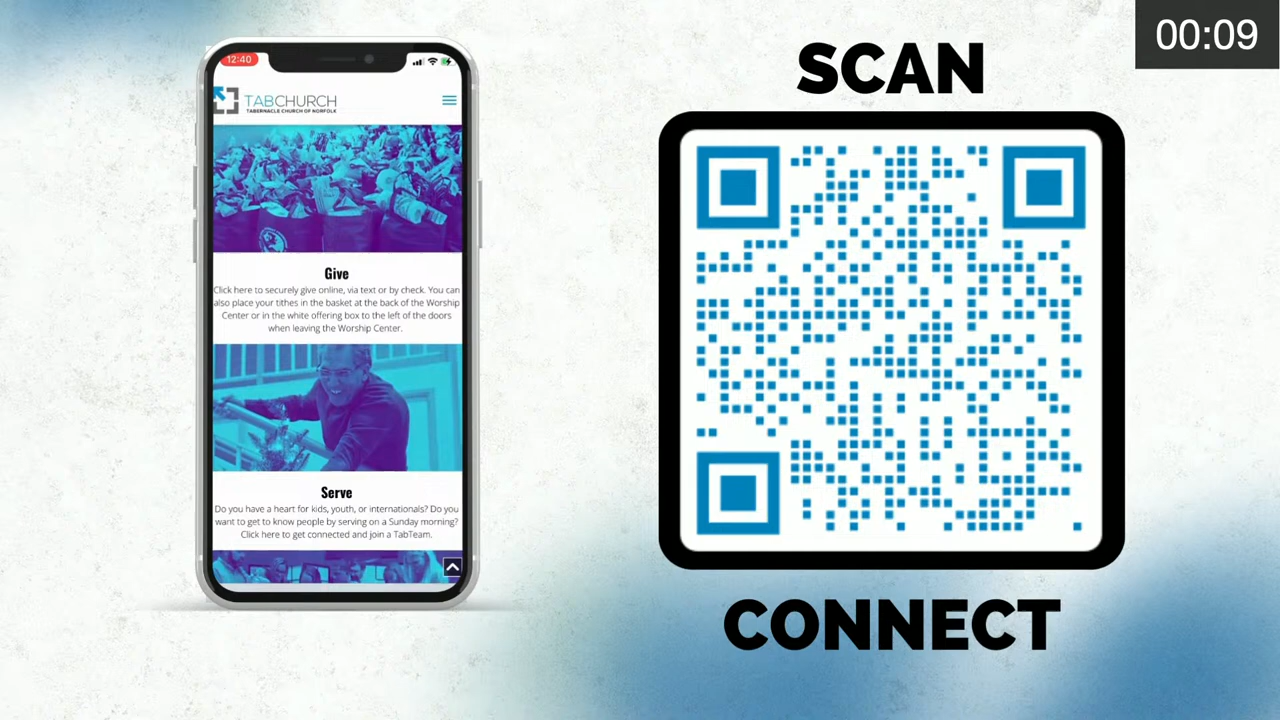 00:09
12:40
TABCHURCH
TABERNACLE CHURCH OF NORFOLK
Give
Click here to securely give online, via text or by check. You can
also place your tithes in the basket at the back of the Worship
Center or in the white offering box to the left of the doors
when leaving the Worship Center.
Serve
Do you have a heart for kids, youth, or internationals? Do you
want to get to know people by serving on a Sunday morning?
Click here to get connected and join a TabTeam.
SCAN
CONNECT